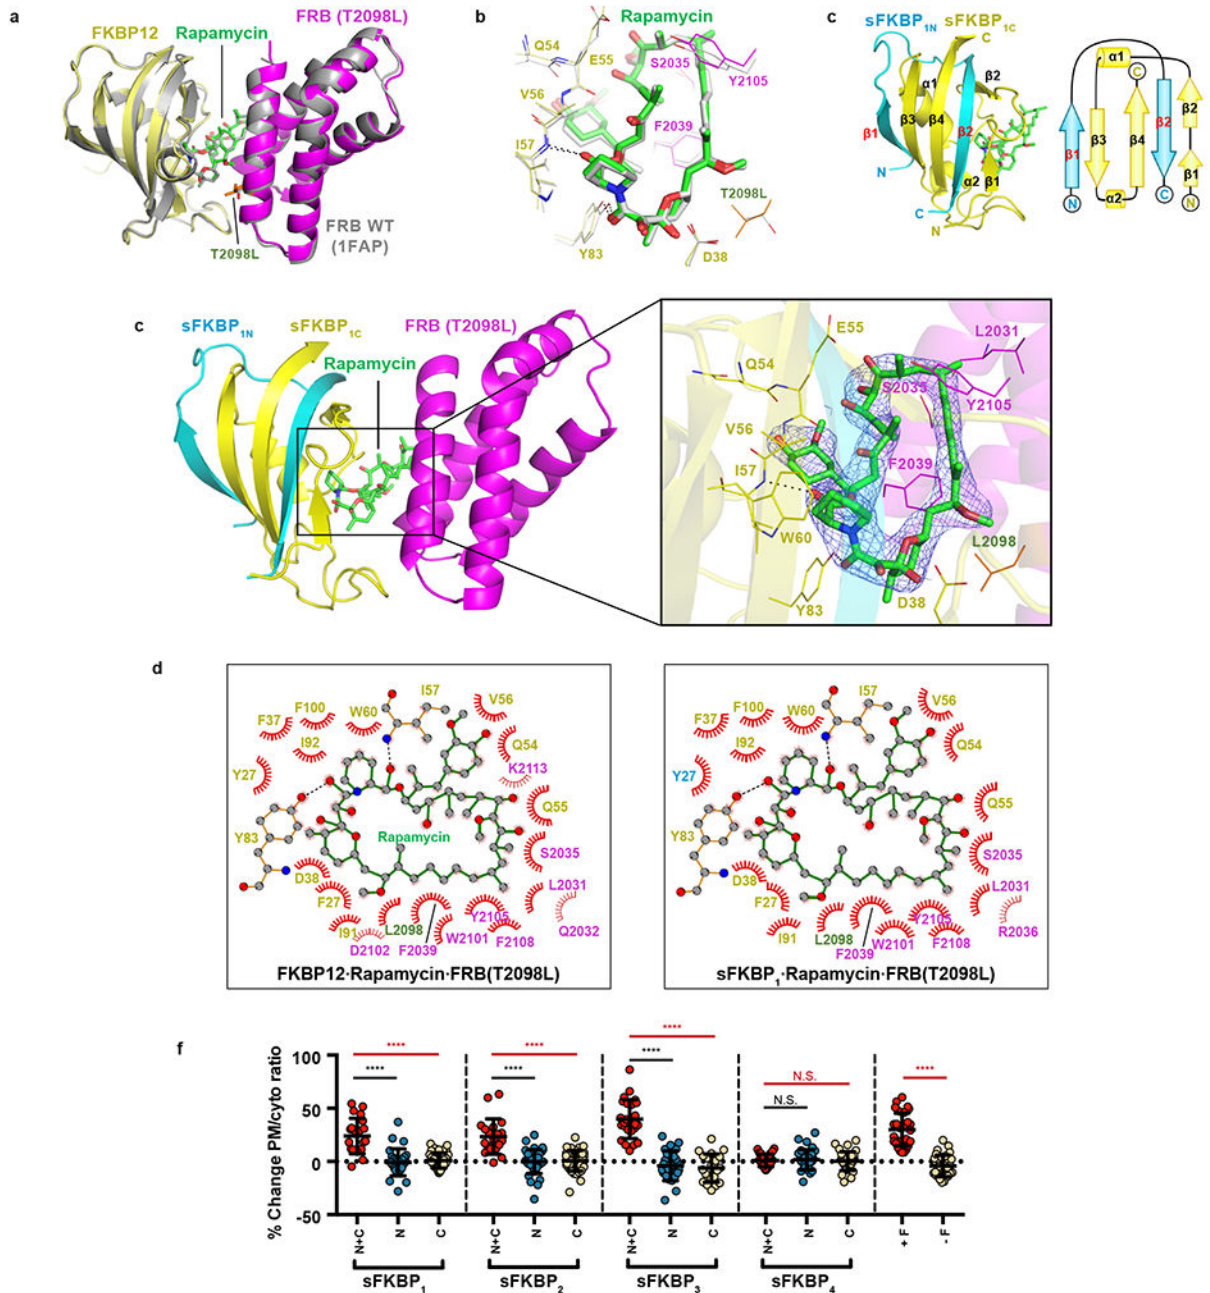 a
FKBP12
Rapamycin
FRB (T2098L)
T2098L
FRB WT
(1FAP)
b
Rapamycin
Q54
E55
S2035
Y2105
V56
F2039
I57
T2098L
Y83
D38
c
sFKBP1N
sFKBP1C
C
α1
β2
β3
β4
β1
β2
N
α2
β1
C
N
α1
C
β2
β3
β4
β2
β1
α2
β1
N
C
N
c
sFKBP1N
sFKBP1C
FRB (T2098L)
Rapamycin
E55
L2031
Q54
S2035
Y2105
V56
I57
F2039
W60
L2098
Y83
D38
d
I57
V56
F100
W60
F37
I92
Q54
K2113
Y27
Q55
Y83
Rapamycin
S2035
D38
L2031
F27
Y2105
I91
L2098
Q2032
D2102
F2039
W2101
F2108
FKBP12·Rapamycin·FRB(T2098L)
I57
V56
F100
W60
F37
I92
Q54
Y27
Q55
Y83
S2035
D38
L2031
F27
Y2105
I91
L2098
R2036
F2039
W2101
F2108
sFKBP1·Rapamycin·FRB(T2098L)
f
% Change PM/cyto ratio
100
50
0
-50
****
****
****
****
****
****
N.S.
N.S.
****
N+C
N
C
N+C
N
C
N+C
N
C
N+C
N
C
+ F
- F
sFKBP1
sFKBP2
sFKBP3
sFKBP4